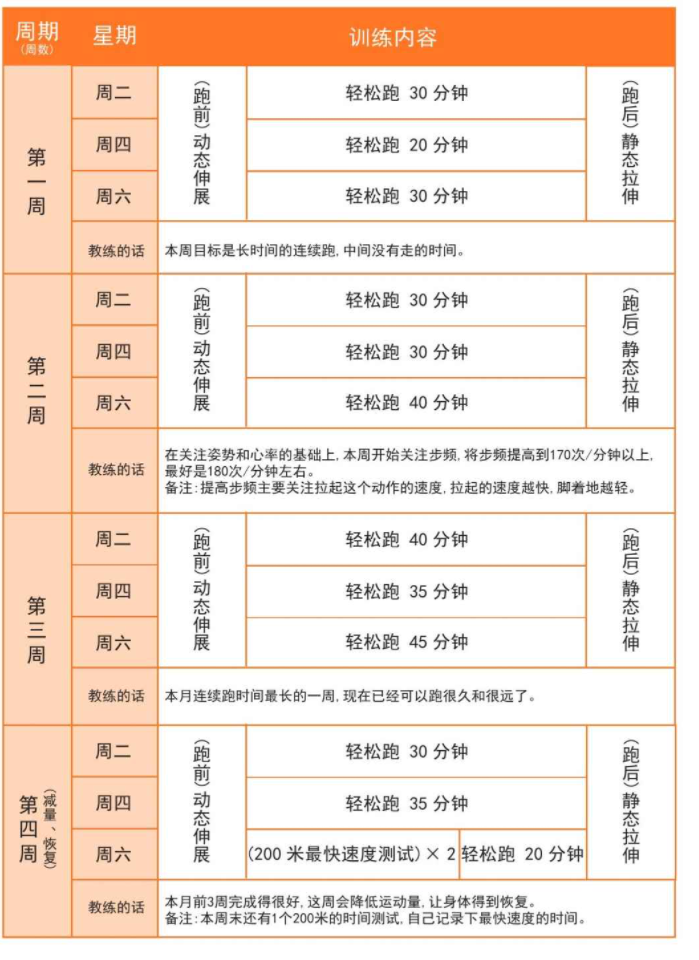 周期 星期 训练内容
(周数)
第一周
周二 (跑前)动态伸展 轻松跑 30 分钟 (跑后)静态拉伸
周四 轻松跑 20 分钟
周六 轻松跑 30 分钟
教练的话 本周目标是长时间的连续跑,中间没有走的时间。
第二周
周二 (跑前)动态伸展 轻松跑 30 分钟 (跑后)静态拉伸
周四 轻松跑 30 分钟
周六 轻松跑 40 分钟
教练的话 在关注姿势和心率的基础上,本周开始关注步频,将步频提高到170次/分钟以上,
最好是180次/分钟左右。
备注:提高步频主要关注拉起这个动作的速度,拉起的速度越快,脚着地越轻。
第三周
周二 (跑前)动态伸展 轻松跑 40 分钟 (跑后)静态拉伸
周四 轻松跑 35 分钟
周六 轻松跑 45 分钟
教练的话 本月连续跑时间最长的一周,现在已经可以跑很久和很远了。
第四周 (减量、恢复)
周二 (跑前)动态伸展 轻松跑 30 分钟 (跑后)静态拉伸
周四 轻松跑 35 分钟
周六 (200 米最快速度测试)×2 轻松跑 20 分钟
教练的话 本月前3周完成得很好,这周会降低运动量,让身体得到恢复。
备注:本周末还有1个200米的时间测试,自己记录下最快速度的时间。